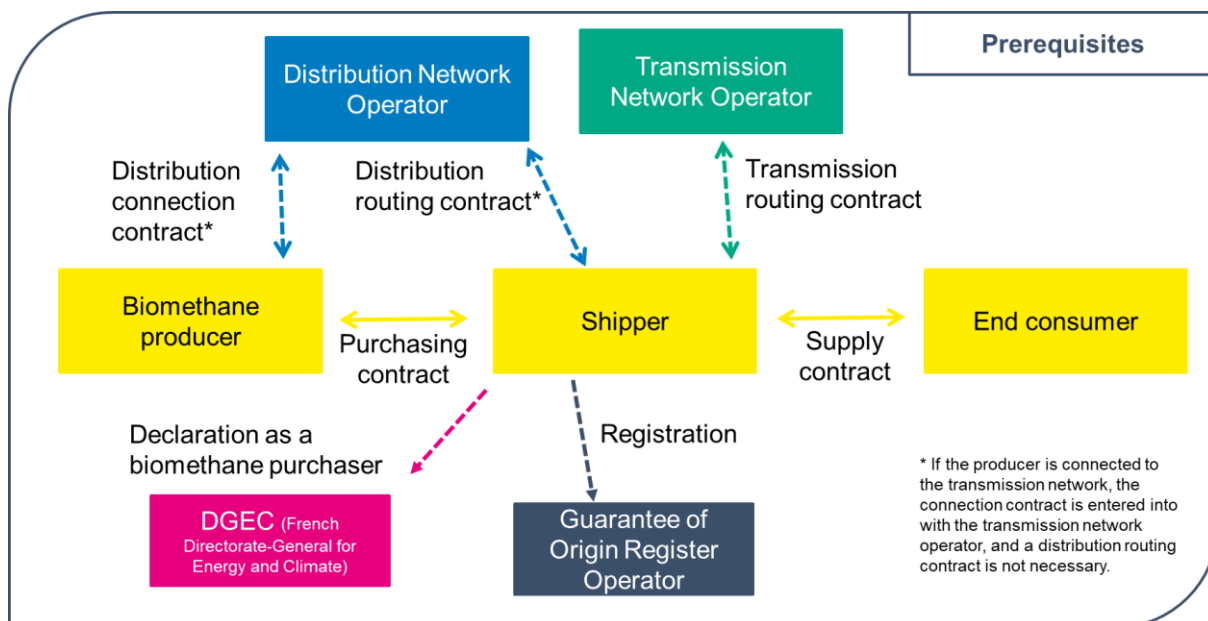 Prerequisites
Distribution Network
Operator
Transmission
Network Operator
Distribution
connection
contract*
Distribution
routing contract*
Transmission
routing contract
Biomethane
producer
Purchasing
contract
Shipper
Supply
contract
End consumer
Declaration as a
biomethane purchaser
Registration
DGEC (French
Directorate-General for
Energy and Climate)
Guarantee of
Origin Register
Operator
* If the producer is connected to
the transmission network, the
connection contract is entered into
with the transmission network
operator, and a distribution routing
contract is not necessary.